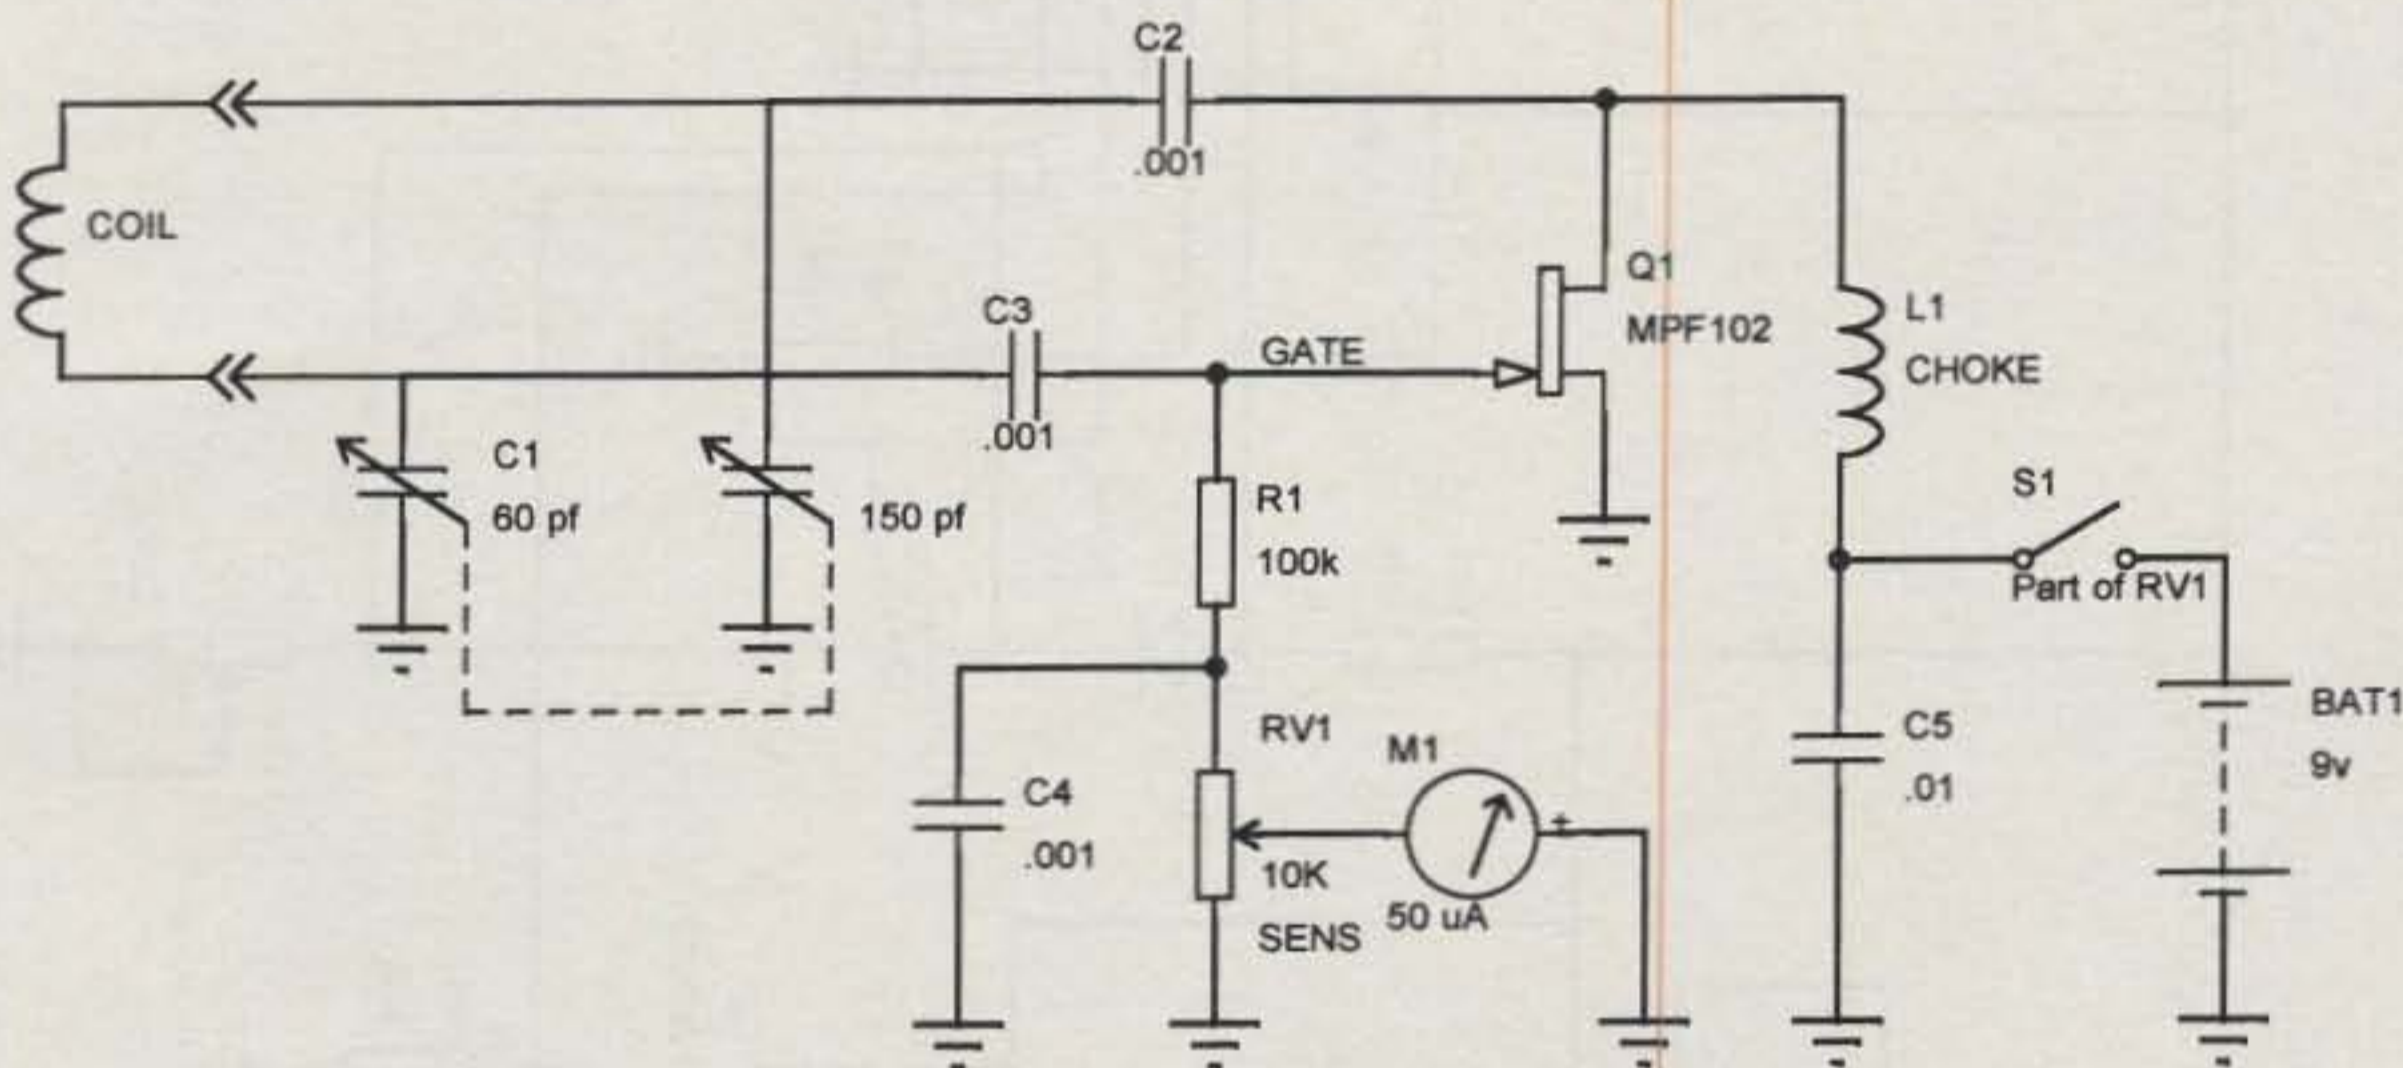 C2
.001
COIL
Q1
MPF102
C3
.001
GATE
L1
CHOKE
C1
60 pf
150 pf
R1
100k
S1
Part of RV1
RV1
10K
SENS
M1
+
50 uA
C4
.001
C5
.01
BAT1
9v